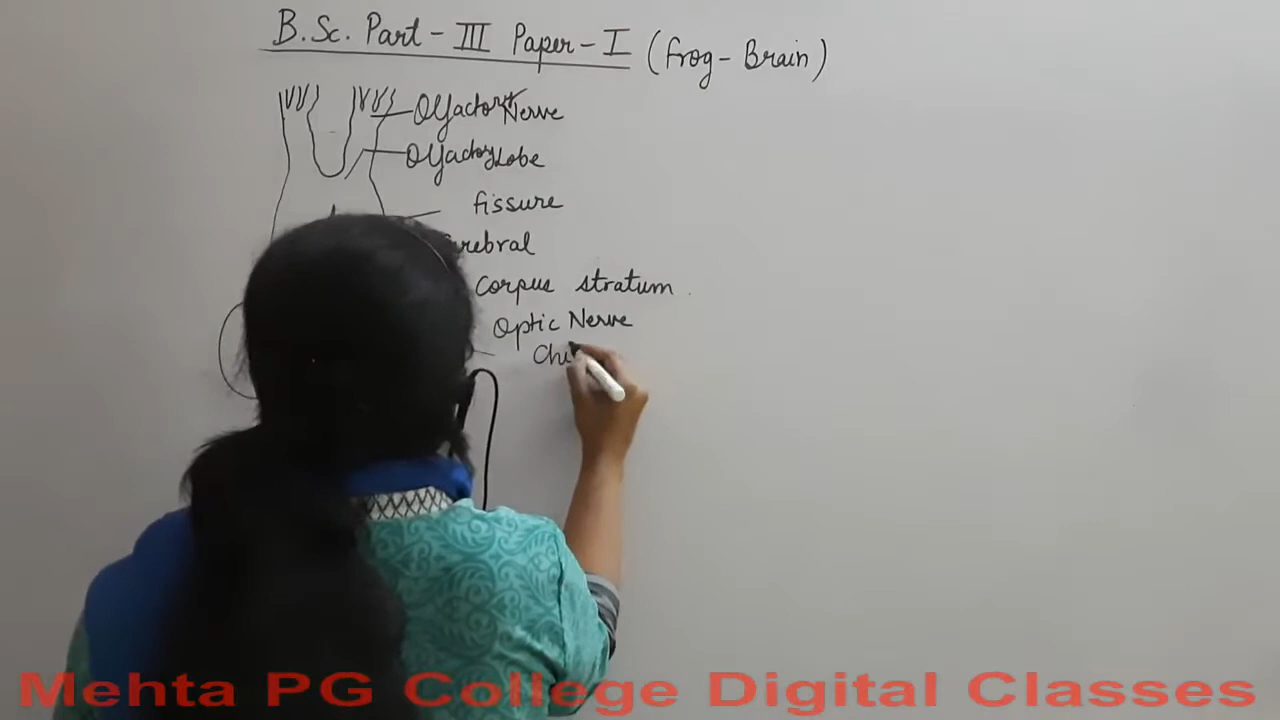 B.Sc. Part - III Paper - I (frog - Brain)
Olfactory Nerve
Olfactory Lobe
fissure
Corpus stratum
Optic Nerve
Mehta PG College Digital Classes